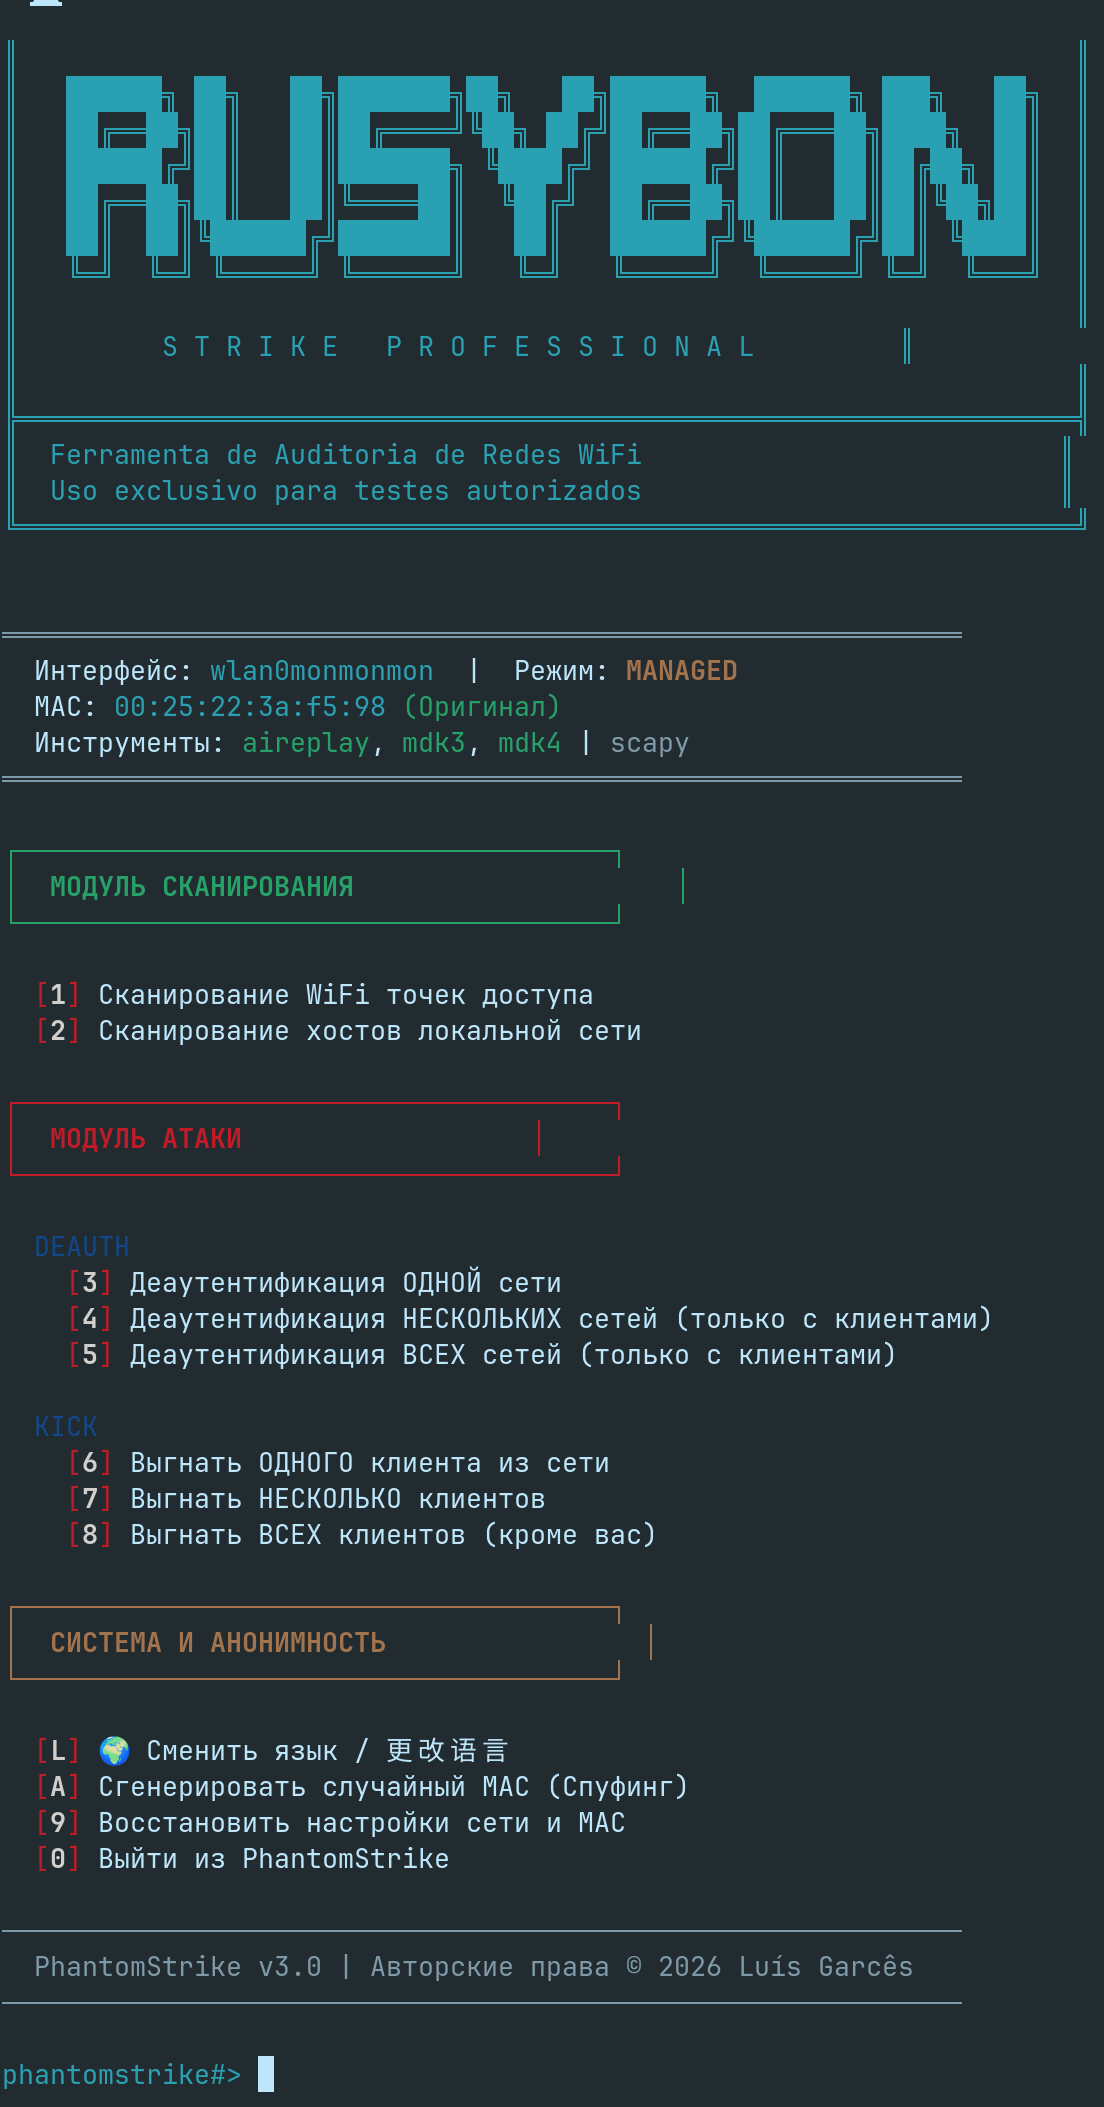 RUSYBON
STRIKE PROFESSIONAL
Ferramenta de Auditoria de Redes WiFi
Uso exclusivo para testes autorizados
Интерфейс: wlan0monmonmon | Режим: MANAGED
MAC: 00:25:22:3a:f5:98 (Оригинал)
Инструменты: aireplay, mdk3, mdk4 | scapy
МОДУЛЬ СКАНИРОВАНИЯ
[1] Сканирование WiFi точек доступа
[2] Сканирование хостов локальной сети
МОДУЛЬ АТАКИ
DEAUTH
[3] Деаутентификация ОДНОЙ сети
[4] Деаутентификация НЕСКОЛЬКИХ сетей (только с клиентами)
[5] Деаутентификация ВСЕХ сетей (только с клиентами)
KICK
[6] Выгнать ОДНОГО клиента из сети
[7] Выгнать НЕСКОЛЬКО клиентов
[8] Выгнать ВСЕХ клиентов (кроме вас)
СИСТЕМА И АНОНИМНОСТЬ
[L] 🌍 Сменить язык / 更改语言
[A] Сгенерировать случайный MAC (Спуфинг)
[9] Восстановить настройки сети и MAC
[0] Выйти из PhantomStrike
PhantomStrike v3.0 | Авторские права © 2026 Luís Garcês
phantomstrike#>